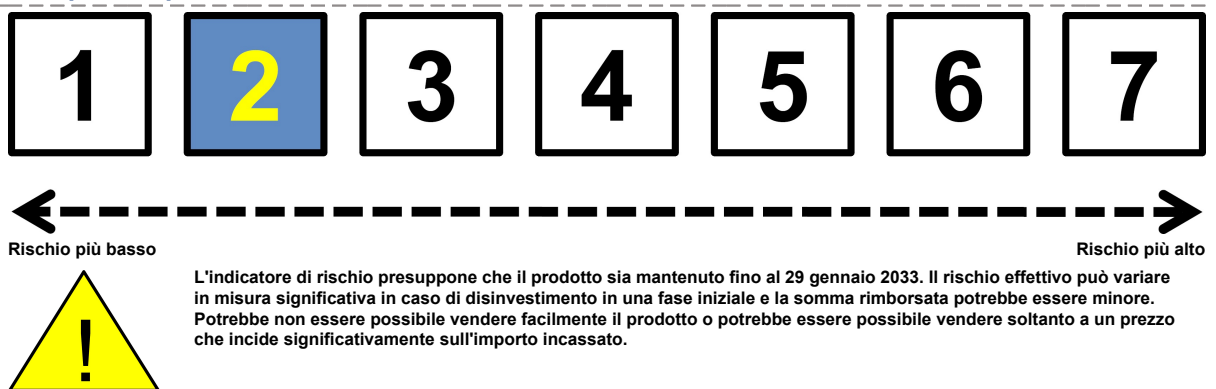 1 2 3 4 5 6 7
Rischio più basso Rischio più alto
L'indicatore di rischio presuppone che il prodotto sia mantenuto fino al 29 gennaio 2033. Il rischio effettivo può variare
in misura significativa in caso di disinvestimento in una fase iniziale e la somma rimborsata potrebbe essere minore.
Potrebbe non essere possibile vendere facilmente il prodotto o potrebbe essere possibile vendere soltanto a un prezzo
che incide significativamente sull'importo incassato.
!